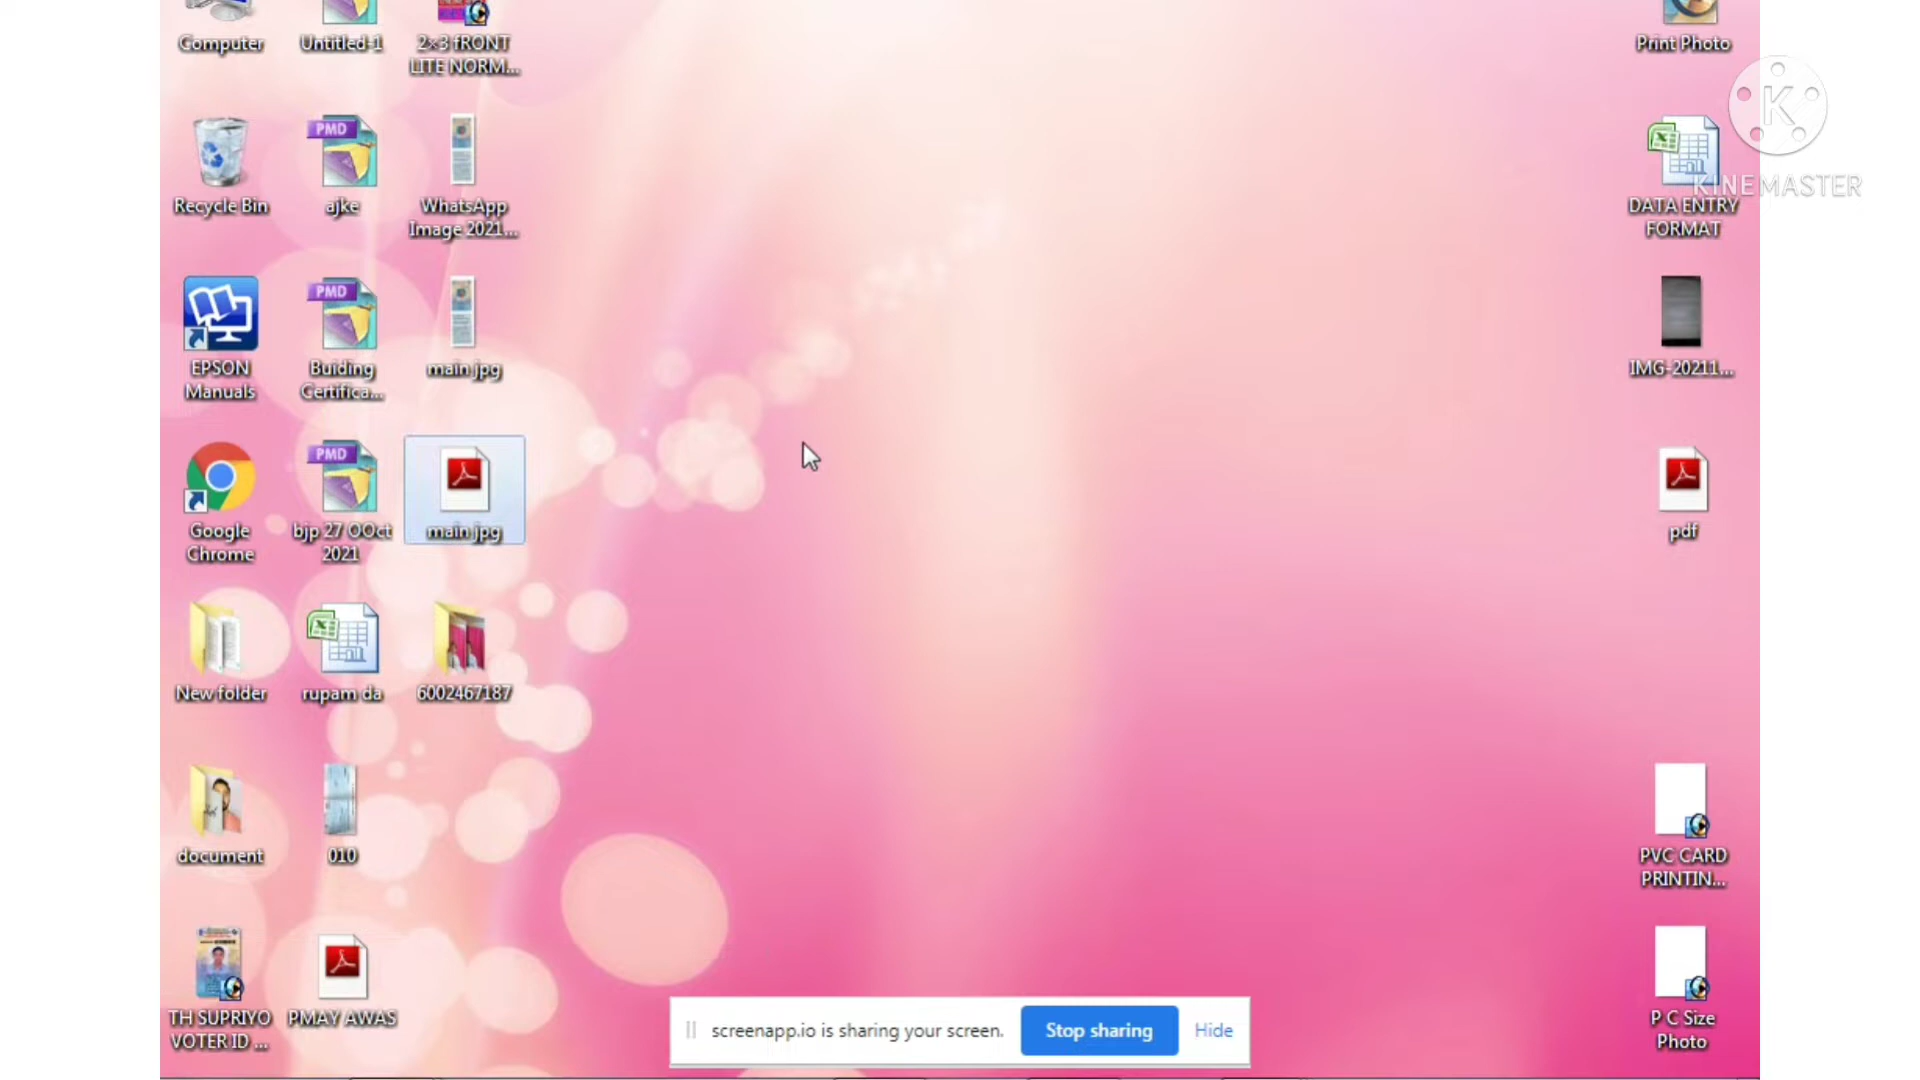 Computer
Untitled-1
2×3 fRONT
LITE NORM...
Print Photo
K
KINEMASTER
Recycle Bin
PMD
ajke
WhatsApp
Image 2021...
DATA ENTRY
FORMAT
EPSON
Manuals
PMD
Buiding
Certifica...
main.jpg
IMG-20211...
Google
Chrome
PMD
bjp 27 OOct
2021
main.jpg
pdf
New folder
rupam da
6002467187
document
010
PVC CARD
PRINTIN...
TH SUPRIYO
VOTER ID ...
PMAY AWAS
P C Size
Photo
screenapp.io is sharing your screen.
Stop sharing
Hide